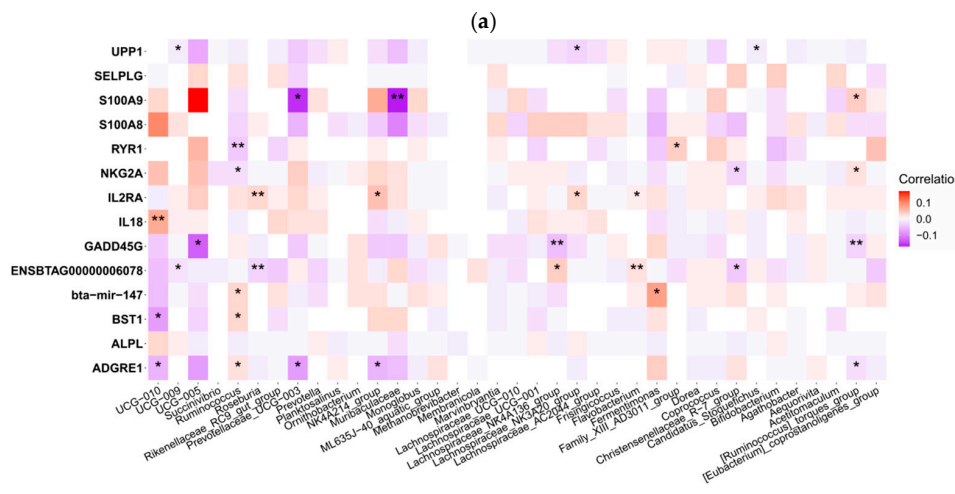 (a)
UPP1
SELPLG
S100A9
S100A8
RYR1
NKG2A
IL2RA
IL18
GADD45G
ENSBTAG00000006078
bta-mir-147
BST1
ALPL
ADGRE1
Correlatio
0.1
0.0
−0.1
UCG-010
UCG-009
UCG-005
Succinivibrio
Ruminococcus
Roseburia
Rikenellaceae_RC9_gut_group
Prevotellaceae_UCG-003
Prevotella
Planktosalinus
Ornithobacterium
NK4A214_group
Muribaculaceae
Monoglobus
ML635J-40_aquatic_group
Methanobrevibacter
Membranicola
Marvinbryantia
Lachnospiraceae_UCG-010
Lachnospiraceae_UCG-001
Lachnospiraceae_NKA136_group
Lachnospiraceae_NK3A20_group
Lachnospiraceae_AC2044_group
Frisingicoccus
Flavobacterium
Fermentimonas
Family_XIII_AD3011_group
Dorea
Coprococcus
Christensenellaceae_R-7_group
Candidatus_Stoquefichus
Bifidobacterium
Agathobacter
Aequorivita
Acetitomaculum
[Ruminococcus]_torques_group
[Eubacterium]_coprostanoligenes_group